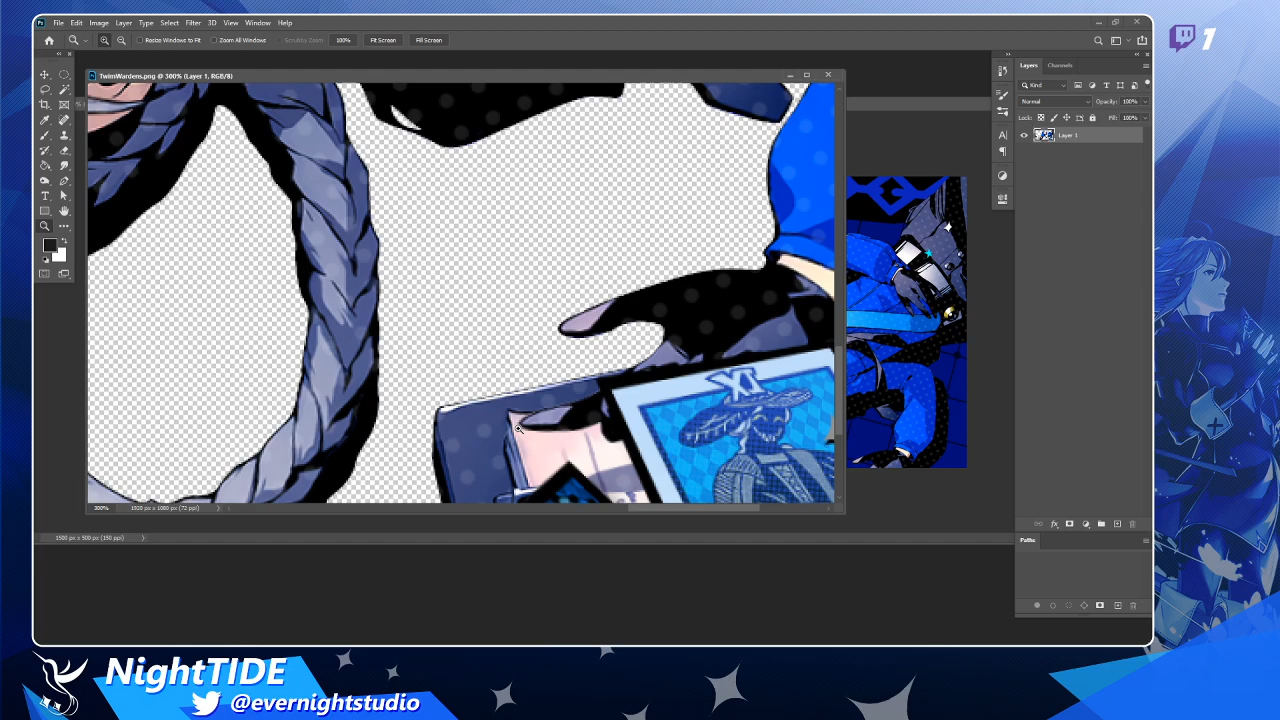 File Edit Image Layer Type Select Filter 3D View Window Help
Resize Windows to Fit Zoom All Windows Scrubby Zoom 100% Fit Screen Fill Screen
TwimWardens.png @ 300% (Layer 1, RGB/8)
Layers Channels
Kind
Normal Opacity: 100%
Lock: Fill: 100%
Layer 1
XI
300% 1920 px x 1080 px (72 ppi)
1500 px x 500 px (150 ppi)
Paths
1
NightTIDE
@evernightstudio